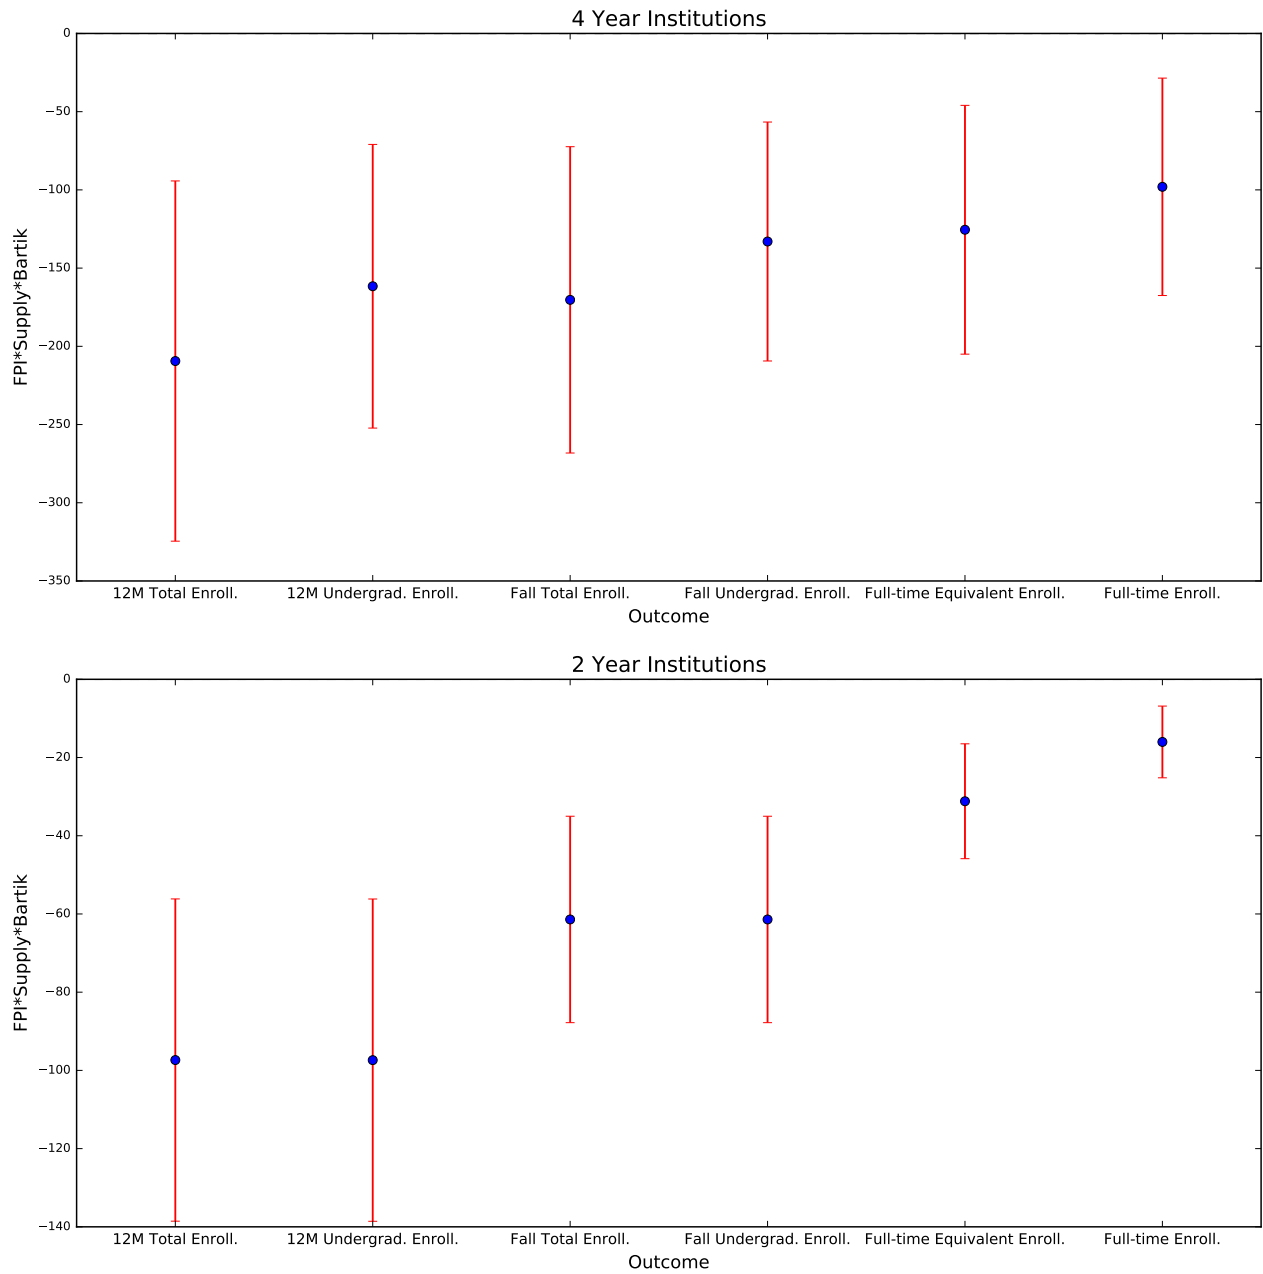 4 Year Institutions
0
−50
−100
−150
−200
−250
−300
−350
FPI*Supply*Bartik
12M Total Enroll. 12M Undergrad. Enroll. Fall Total Enroll. Fall Undergrad. Enroll. Full-time Equivalent Enroll. Full-time Enroll.
Outcome
2 Year Institutions
0
−20
−40
−60
−80
−100
−120
−140
FPI*Supply*Bartik
12M Total Enroll. 12M Undergrad. Enroll. Fall Total Enroll. Fall Undergrad. Enroll. Full-time Equivalent Enroll. Full-time Enroll.
Outcome